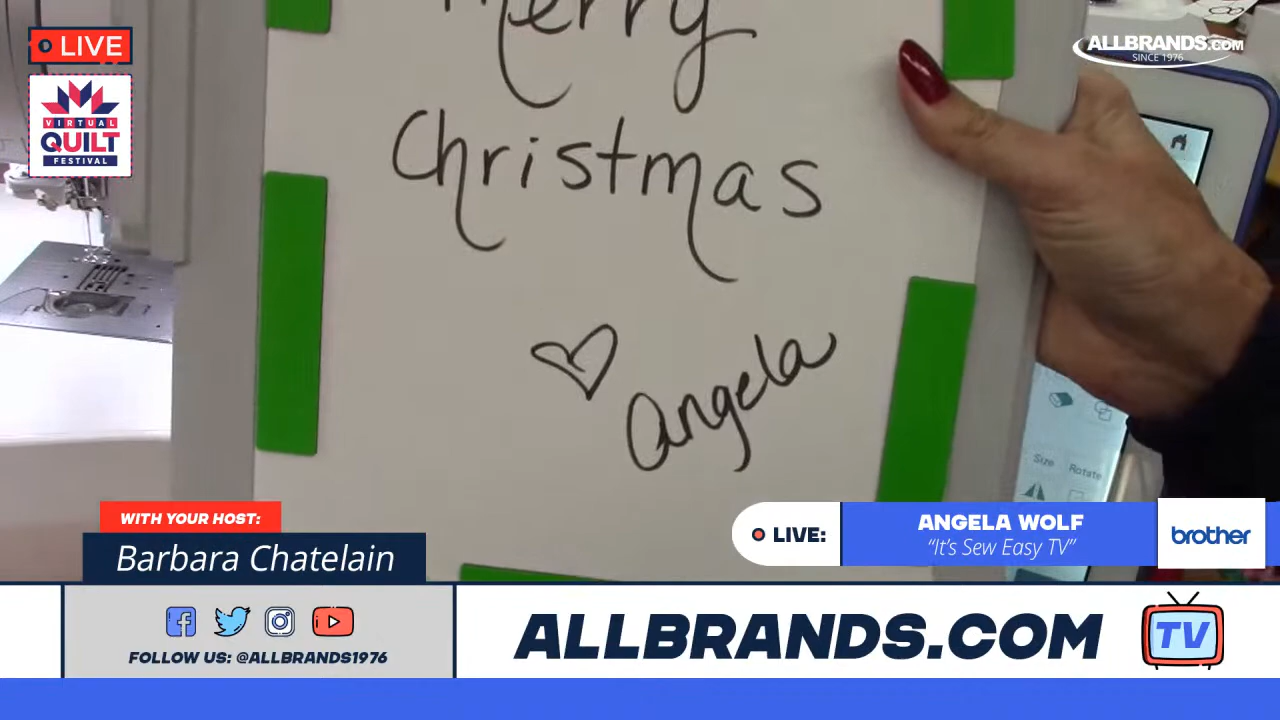 LIVE
VIRTUAL
QUILT
FESTIVAL
ALLBRANDS.COM
SINCE 1976
Merry
Christmas
Angela
Size Rotate
WITH YOUR HOST:
Barbara Chatelain
LIVE:
ANGELA WOLF
"It's Sew Easy TV"
brother
FOLLOW US: @ALLBRANDS1976
ALLBRANDS.COM
TV